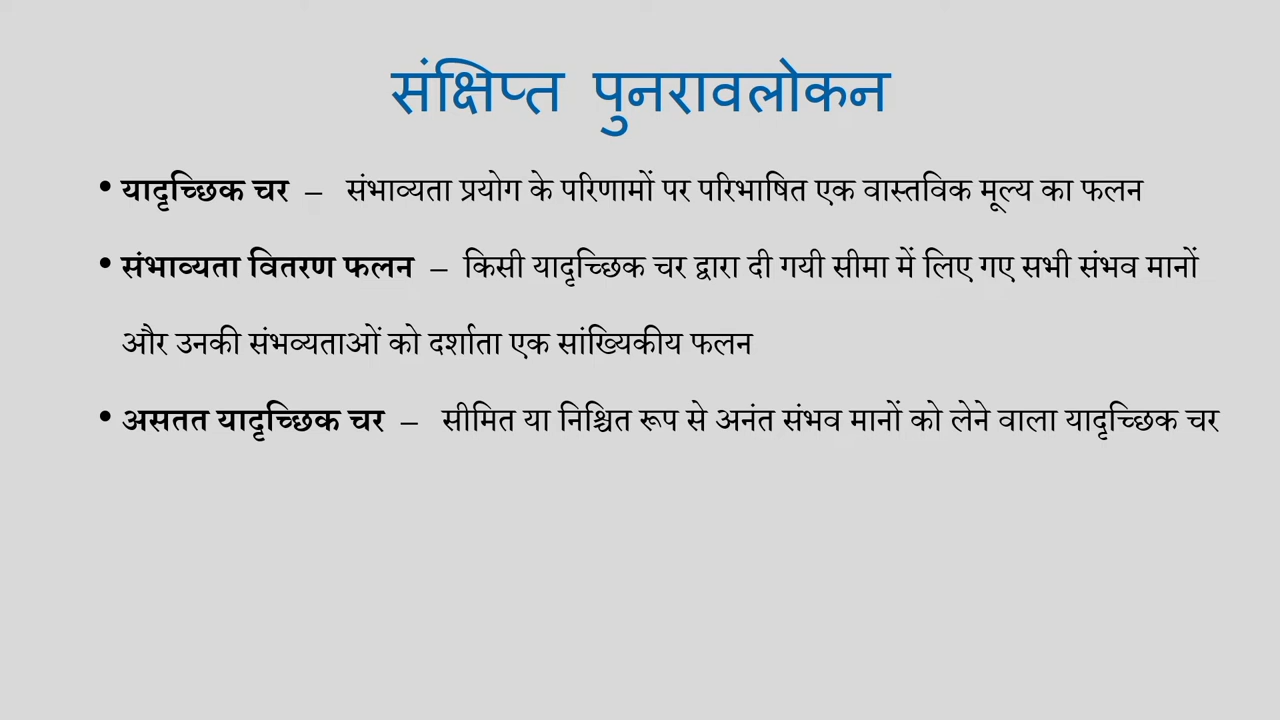 संक्षिप्त पुनरावलोकन
• यादृच्छिक चर – संभाव्यता प्रयोग के परिणामों पर परिभाषित एक वास्तविक मूल्य का फलन
• संभाव्यता वितरण फलन – किसी यादृच्छिक चर द्वारा दी गयी सीमा में लिए गए सभी संभव मानों
और उनकी संभव्यताओं को दर्शाता एक सांख्यिकीय फलन
• असतत यादृच्छिक चर – सीमित या निश्चित रूप से अनंत संभव मानों को लेने वाला यादृच्छिक चर